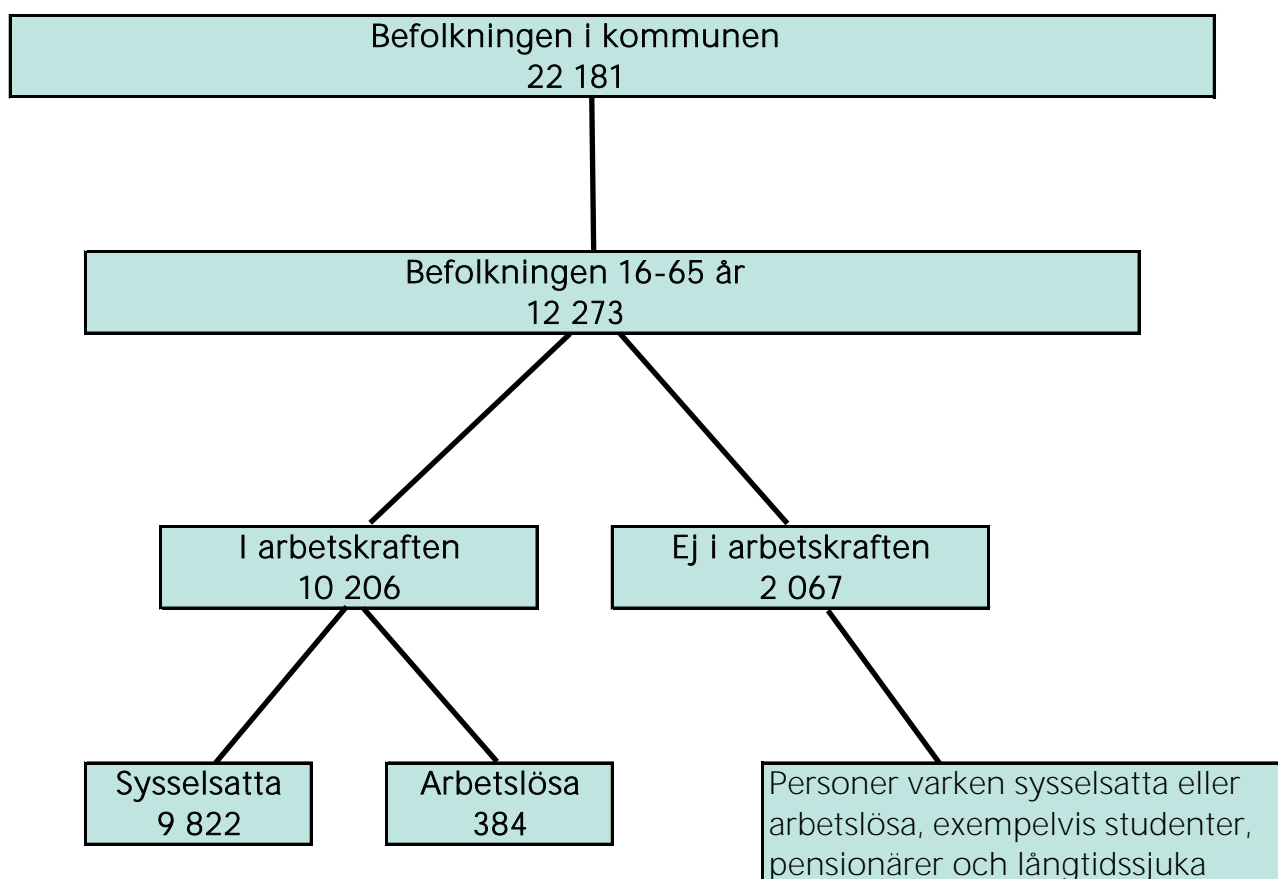 Befolkningen i kommunen
22 181
Befolkningen 16-65 år
12 273
I arbetskraften
10 206
Ej i arbetskraften
2 067
Sysselsatta
9 822
Arbetslösa
384
Personer varken sysselsatta eller
arbetslösa, exempelvis studenter,
pensionärer och långtidssjuka